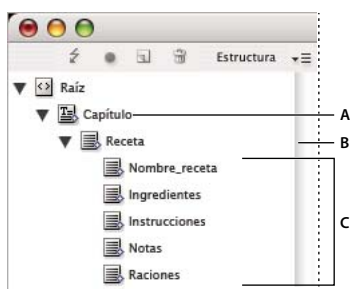 Estructura
Raíz
Capítulo A
Receta B
Nombre_receta
Ingredientes
Instrucciones C
Notas
Raciones